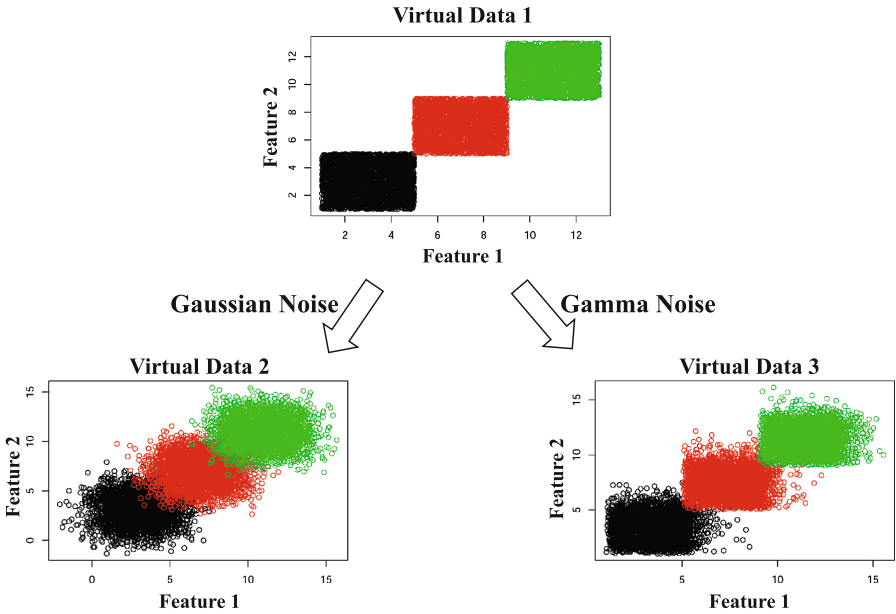 Virtual Data 1
Feature 2
12
10
8
6
4
2
2 4 6 8 10 12
Feature 1
Gaussian Noise
Gamma Noise
Virtual Data 2
Feature 2
15
10
5
0
0 5 10 15
Feature 1
Virtual Data 3
Feature 2
15
10
5
5 10 15
Feature 1